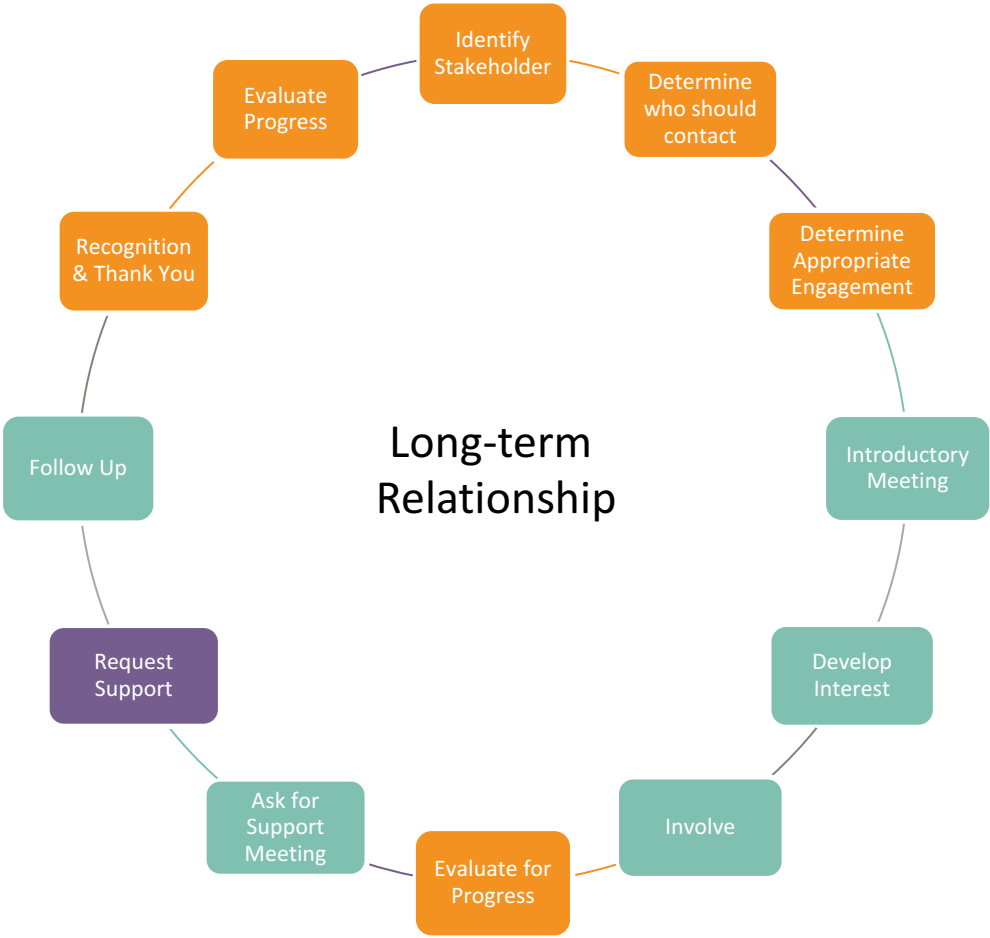 Identify
Stakeholder
Determine
who should
contact
Determine
Appropriate
Engagement
Introductory
Meeting
Develop
Interest
Involve
Evaluate for
Progress
Ask for
Support
Meeting
Request
Support
Follow Up
Recognition
& Thank You
Evaluate
Progress
Long-term
Relationship